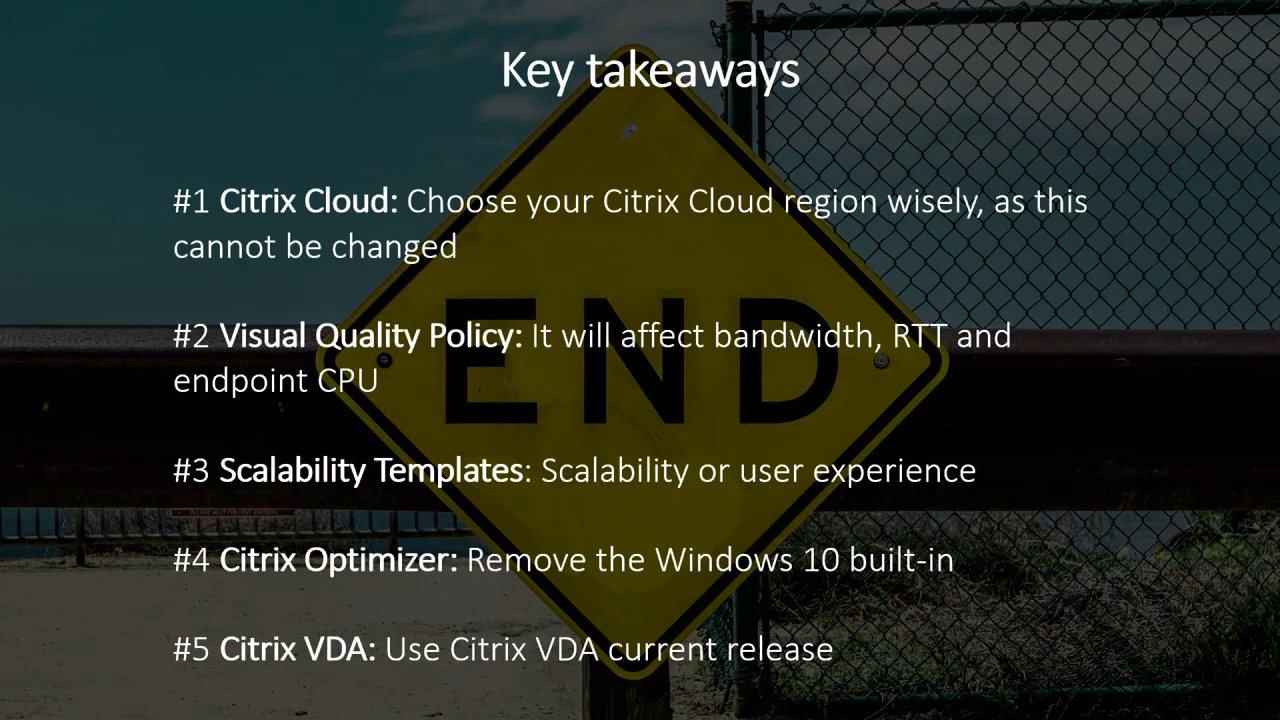 Key takeaways
#1 Citrix Cloud: Choose your Citrix Cloud region wisely, as this
cannot be changed
#2 Visual Quality Policy: It will affect bandwidth, RTT and
endpoint CPU
END
#3 Scalability Templates: Scalability or user experience
#4 Citrix Optimizer: Remove the Windows 10 built-in
#5 Citrix VDA: Use Citrix VDA current release